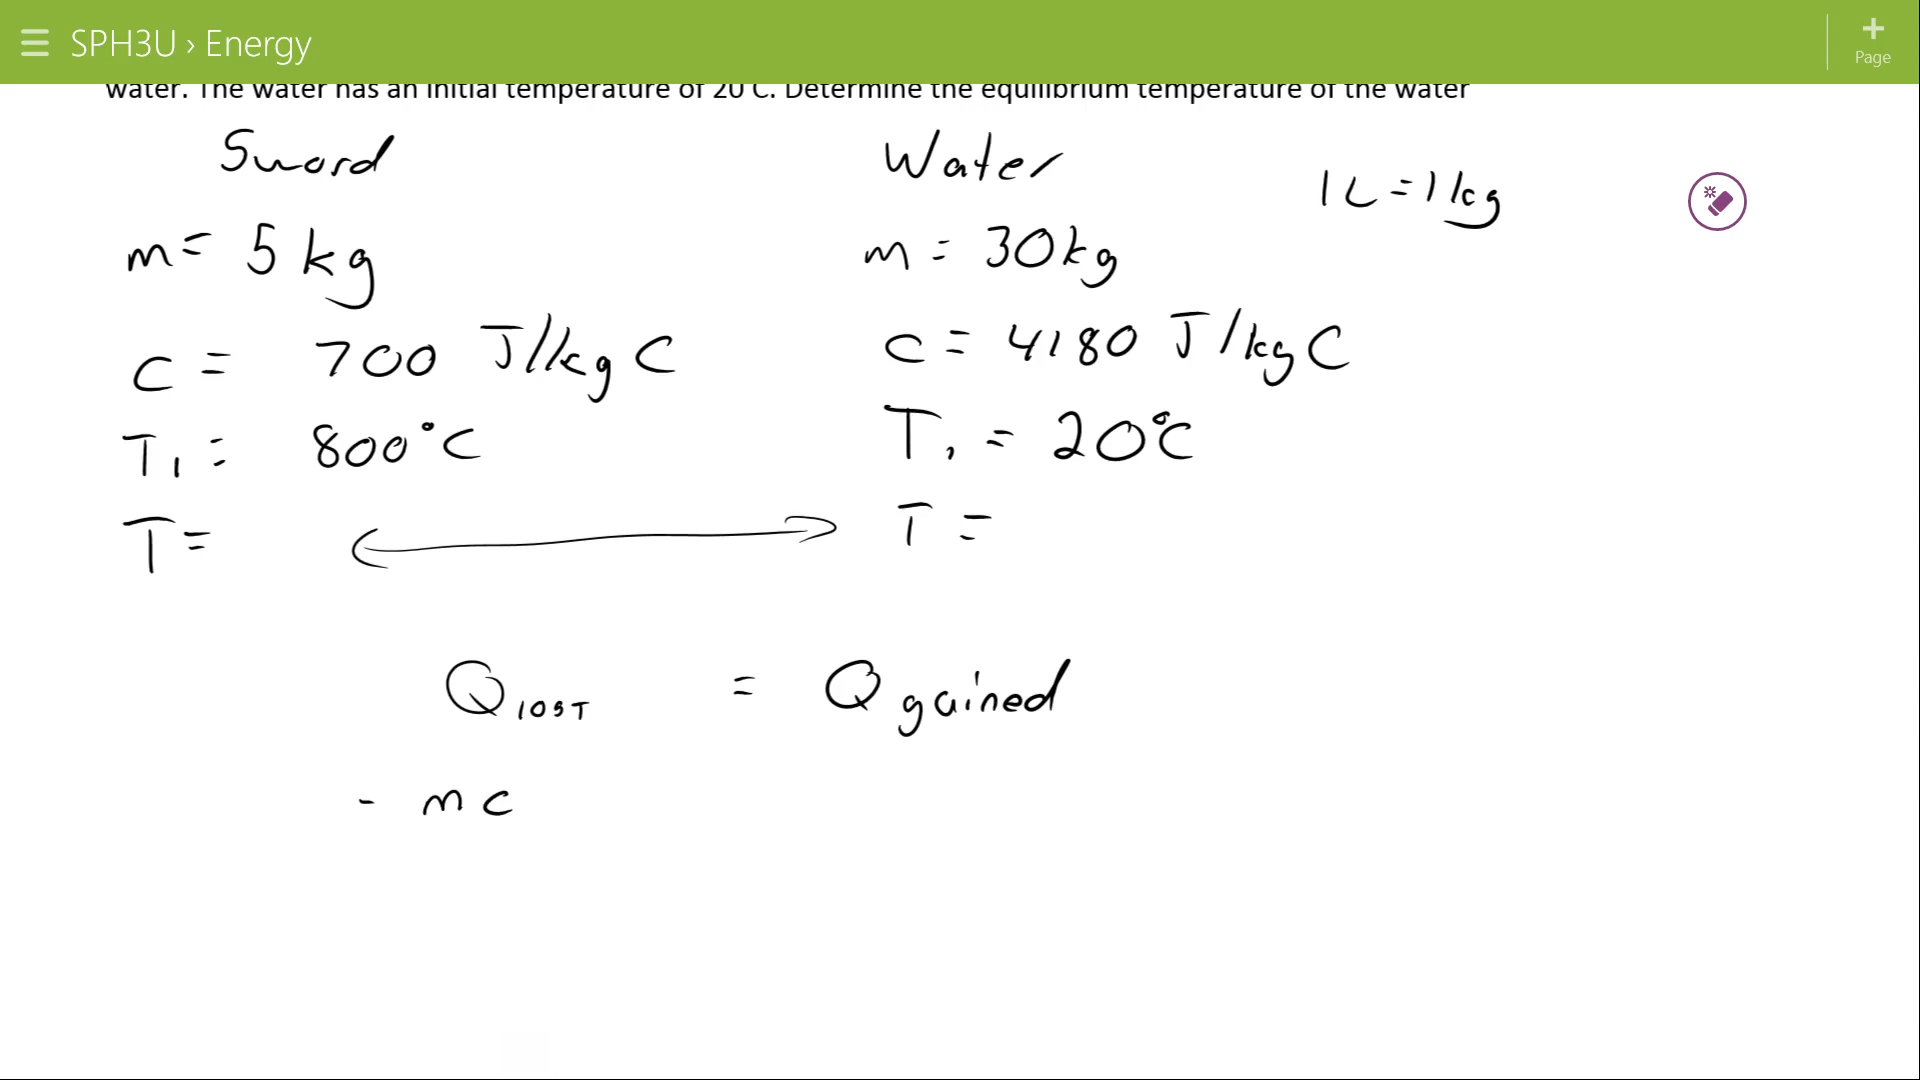 SPH3U › Energy
+
Page
water. The water has an initial temperature of 20 C. Determine the equilibrium temperature of the water
Sword
Water
1L = 1kg
m = 5 kg
m = 30kg
c = 700 J/kg C
c = 4180 J/kg C
T₁ = 800°C
T₁ = 20°C
T =
T =
Q lost = Q gained
- mc